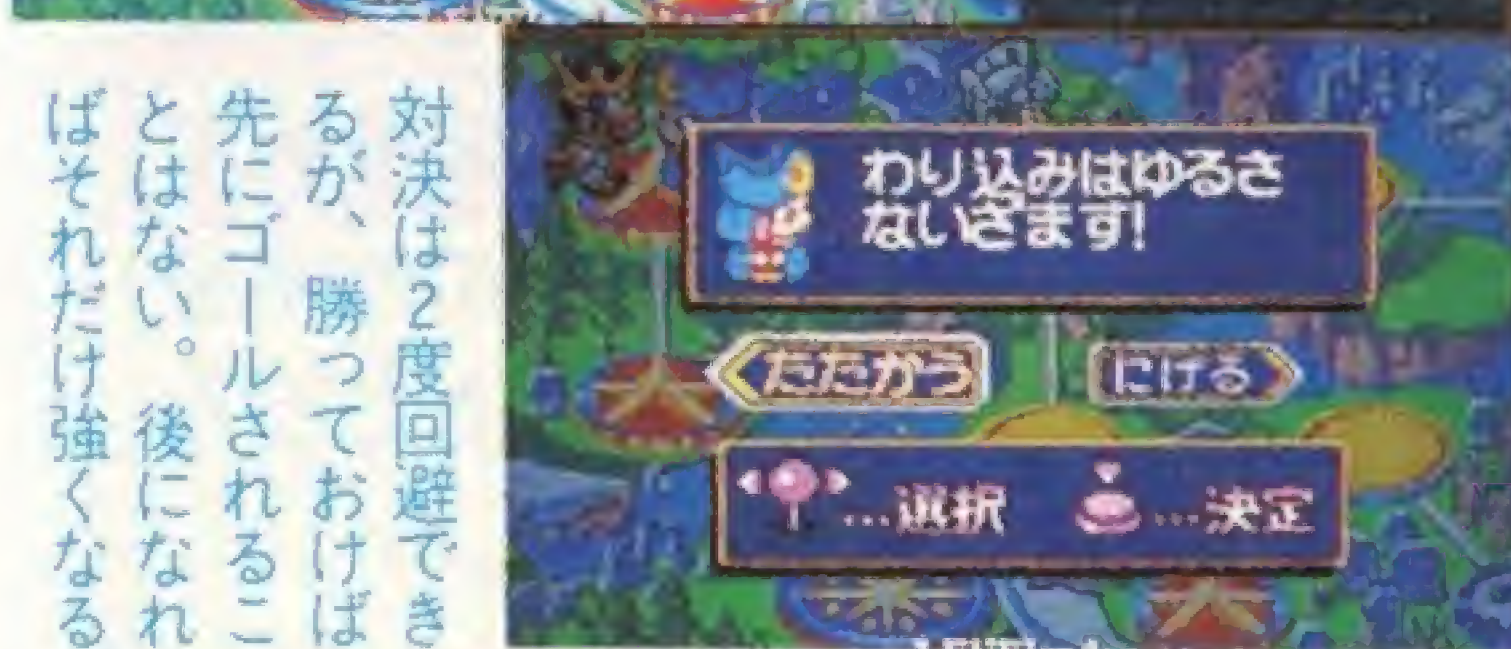 対決は2度回避でき
るが、勝っておけば
先にゴールされるこ
とはない。後になれ
ばそれだけ強くなる
わり込みはゆるさ
ないざます!
たたかう
にげる
…選択
…決定